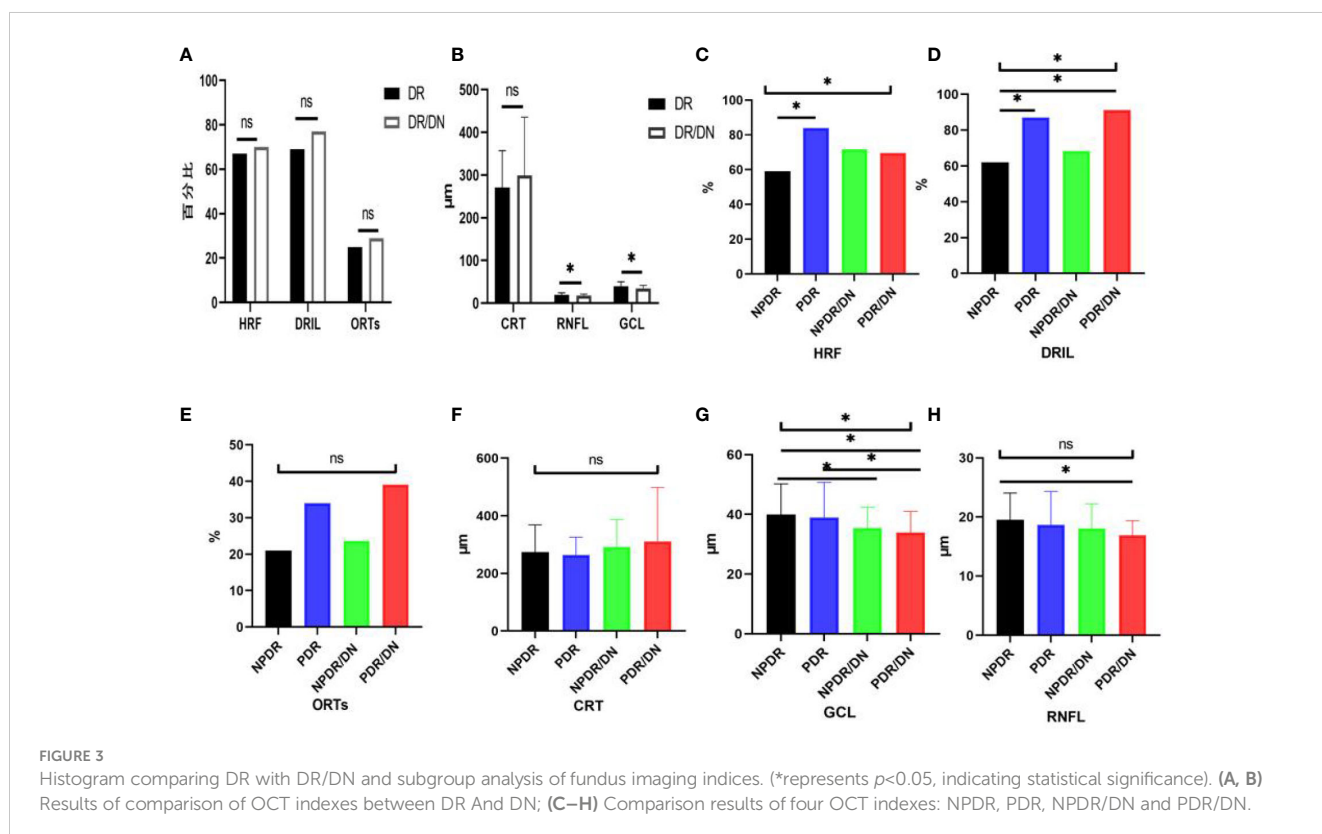 A
100
80
60
40
20
0
百分比
ns
ns
ns
DR
DR/DN
HRF DRIL ORTs
B
500
400
300
200
100
0
μm
ns
*
*
DR
DR/DN
CRT RNFL GCL
C
100
80
60
40
20
0
%
*
*
NPDR PDR NPDR/DN PDR/DN
HRF
D
100
80
60
40
20
0
%
*
*
*
NPDR PDR NPDR/DN PDR/DN
DRIL
E
50
40
30
20
10
0
%
ns
NPDR PDR NPDR/DN PDR/DN
ORTs
F
600
400
200
0
μm
ns
NPDR PDR NPDR/DN PDR/DN
CRT
G
60
40
20
0
μm
*
*
*
*
NPDR PDR NPDR/DN PDR/DN
GCL
H
30
20
10
0
μm
ns
*
NPDR PDR NPDR/DN PDR/DN
RNFL
FIGURE 3
Histogram comparing DR with DR/DN and subgroup analysis of fundus imaging indices. (*represents p<0.05, indicating statistical significance). (A, B)
Results of comparison of OCT indexes between DR And DN; (C–H) Comparison results of four OCT indexes: NPDR, PDR, NPDR/DN and PDR/DN.